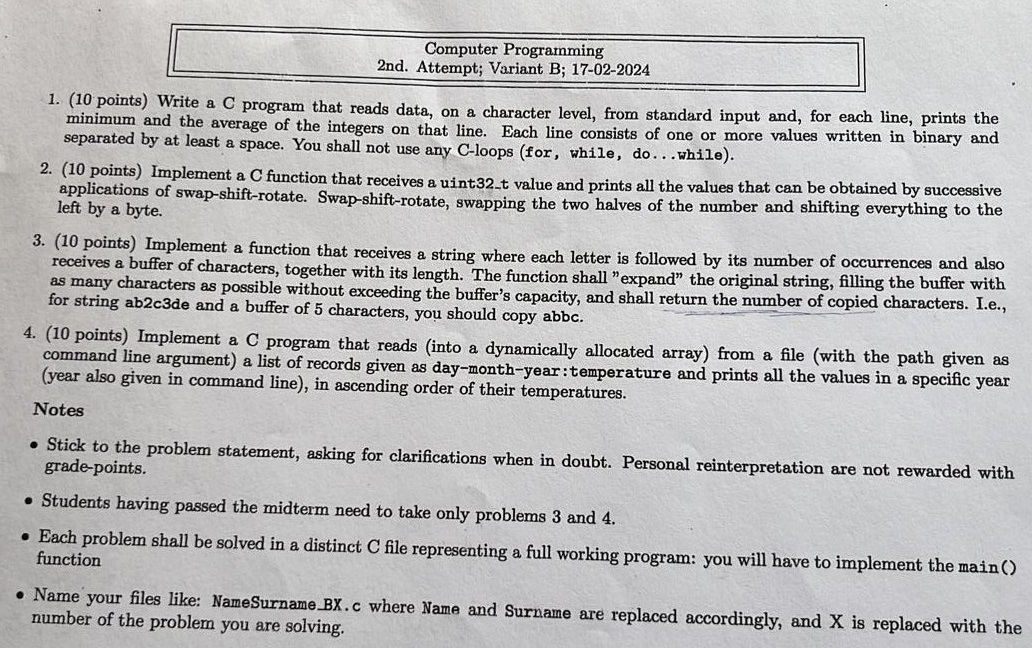 Computer Programming
2nd. Attempt; Variant B; 17-02-2024
1. (10 points) Write a C program that reads data, on a character level, from standard input and, for each line, prints the
minimum and the average of the integers on that line. Each line consists of one or more values written in binary and
separated by at least a space. You shall not use any C-loops (for, while, do...while).
2. (10 points) Implement a C function that receives a uint32_t value and prints all the values that can be obtained by successive
applications of swap-shift-rotate. Swap-shift-rotate, swapping the two halves of the number and shifting everything to the
left by a byte.
3. (10 points) Implement a function that receives a string where each letter is followed by its number of occurrences and also
receives a buffer of characters, together with its length. The function shall "expand" the original string, filling the buffer with
as many characters as possible without exceeding the buffer's capacity, and shall return the number of copied characters. I.e.,
for string ab2c3de and a buffer of 5 characters, you should copy abbc.
4. (10 points) Implement a C program that reads (into a dynamically allocated array) from a file (with the path given as
command line argument) a list of records given as day-month-year:temperature and prints all the values in a specific year
(year also given in command line), in ascending order of their temperatures.
Notes
• Stick to the problem statement, asking for clarifications when in doubt. Personal reinterpretation are not rewarded with
grade-points.
• Students having passed the midterm need to take only problems 3 and 4.
• Each problem shall be solved in a distinct C file representing a full working program: you will have to implement the main()
function
• Name your files like: NameSurname_BX.c where Name and Surname are replaced accordingly, and X is replaced with the
number of the problem you are solving.